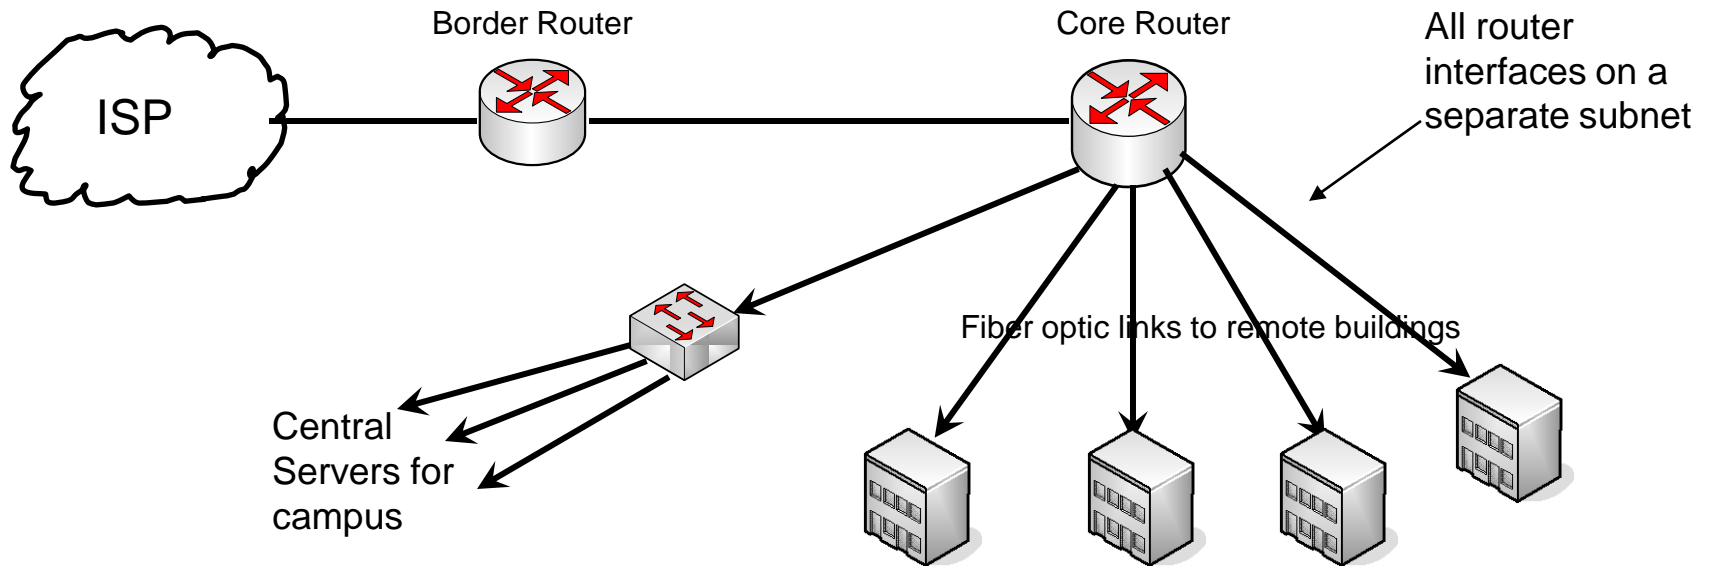 Border Router
Core Router
All router
interfaces on a
separate subnet
ISP
Fiber optic links to remote buildings
Central
Servers for
campus